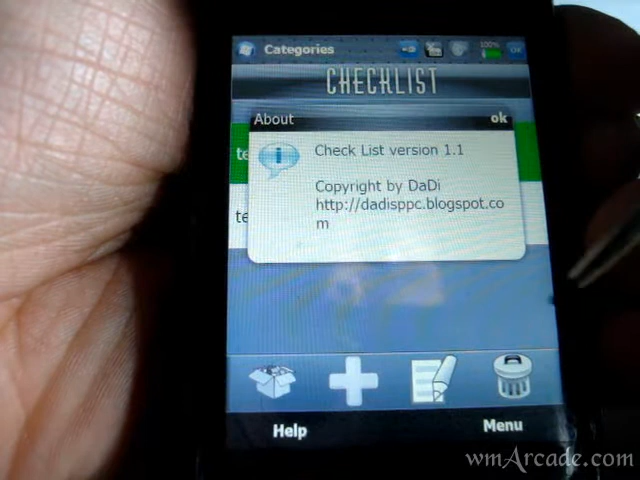 Categories
100%
OK
CHECKLIST
About
ok
te
Check List version 1.1
Copyright by DaDi
http://dadisppc.blogspot.co
m
te
Help
Menu
wmArcade.com